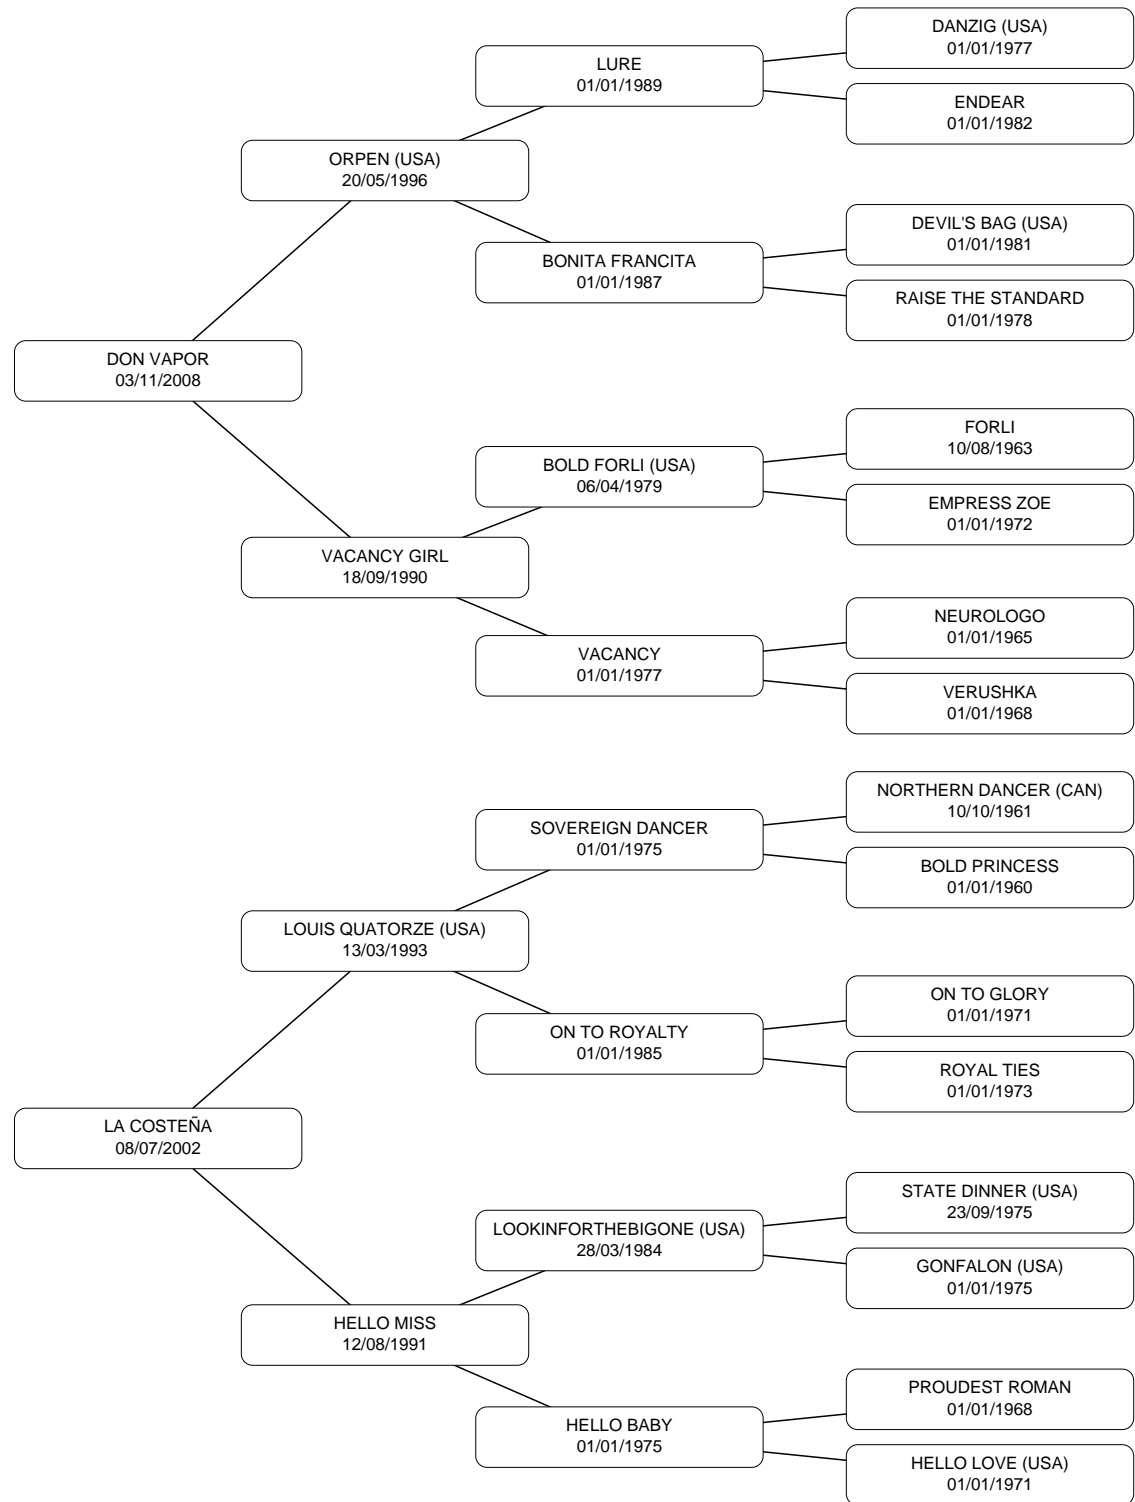 DANZIG (USA)
01/01/1977
LURE
01/01/1989
ENDEAR
01/01/1982
ORPEN (USA)
20/05/1996
DEVIL'S BAG (USA)
01/01/1981
BONITA FRANCITA
01/01/1987
RAISE THE STANDARD
01/01/1978
DON VAPOR
03/11/2008
FORLI
10/08/1963
BOLD FORLI (USA)
06/04/1979
EMPRESS ZOE
01/01/1972
VACANCY GIRL
18/09/1990
NEUROLOGO
01/01/1965
VACANCY
01/01/1977
VERUSHKA
01/01/1968
NORTHERN DANCER (CAN)
10/10/1961
SOVEREIGN DANCER
01/01/1975
BOLD PRINCESS
01/01/1960
LOUIS QUATORZE (USA)
13/03/1993
ON TO GLORY
01/01/1971
ON TO ROYALTY
01/01/1985
ROYAL TIES
01/01/1973
LA COSTEÑA
08/07/2002
STATE DINNER (USA)
23/09/1975
LOOKINFORTHEBIGONE (USA)
28/03/1984
GONFALON (USA)
01/01/1975
HELLO MISS
12/08/1991
PROUDEST ROMAN
01/01/1968
HELLO BABY
01/01/1975
HELLO LOVE (USA)
01/01/1971